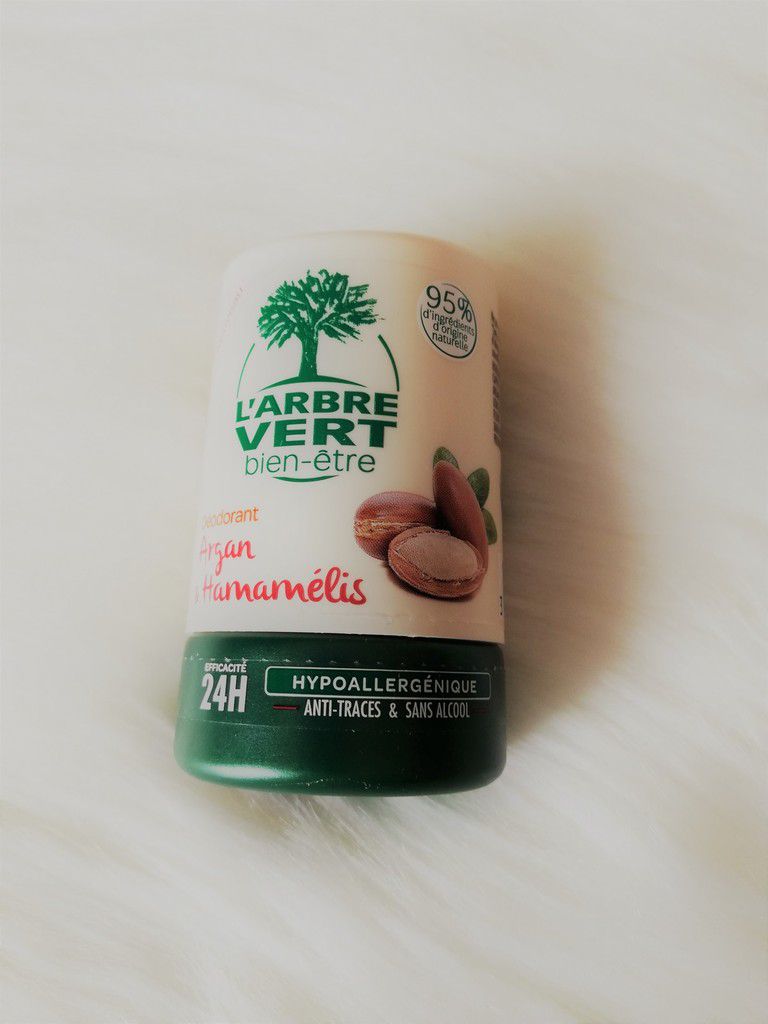 95%
d'ingrédients
d'origine
naturelle
L'ARBRE
VERT
bien-être
Déodorant
Argan
& Hamamélis
EFFICACITÉ
24H
HYPOALLERGÉNIQUE
ANTI-TRACES & SANS ALCOOL